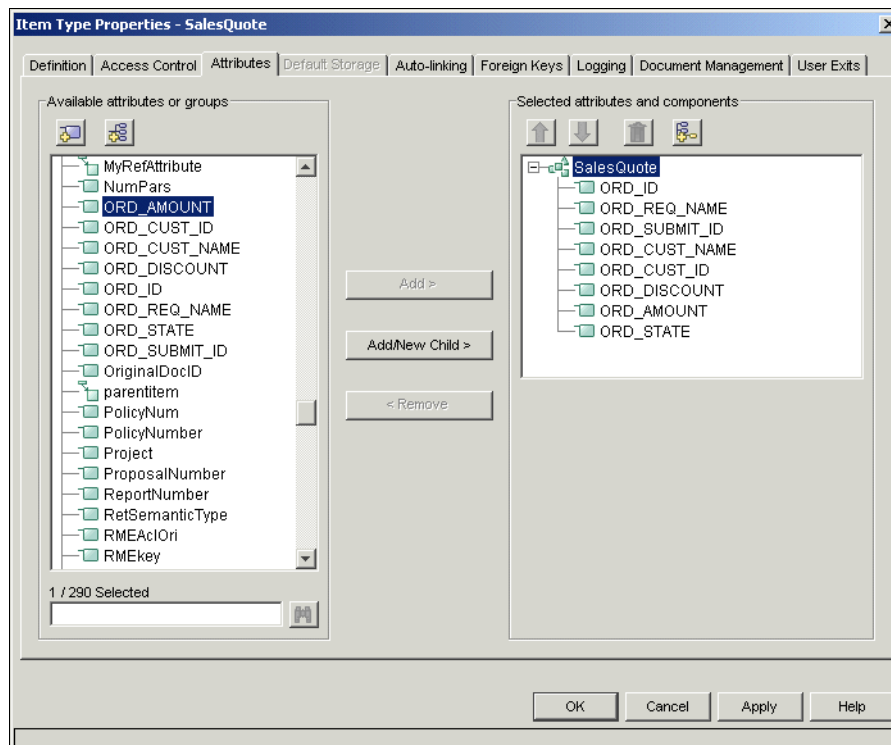 Item Type Properties - SalesQuote
Definition Access Control Attributes Default Storage Auto-linking Foreign Keys Logging Document Management User Exits
Available attributes or groups
MyRefAttribute
NumPars
ORD_AMOUNT
ORD_CUST_ID
ORD_CUST_NAME
ORD_DISCOUNT
ORD_ID
ORD_REQ_NAME
ORD_STATE
ORD_SUBMIT_ID
OriginalDocID
parentitem
PolicyNum
PolicyNumber
Project
ProposalNumber
ReportNumber
RetSemanticType
RMEAclOri
RMEkey
1 / 290 Selected
Add >
Add/New Child >
< Remove
Selected attributes and components
SalesQuote
ORD_ID
ORD_REQ_NAME
ORD_SUBMIT_ID
ORD_CUST_NAME
ORD_CUST_ID
ORD_DISCOUNT
ORD_AMOUNT
ORD_STATE
OK Cancel Apply Help